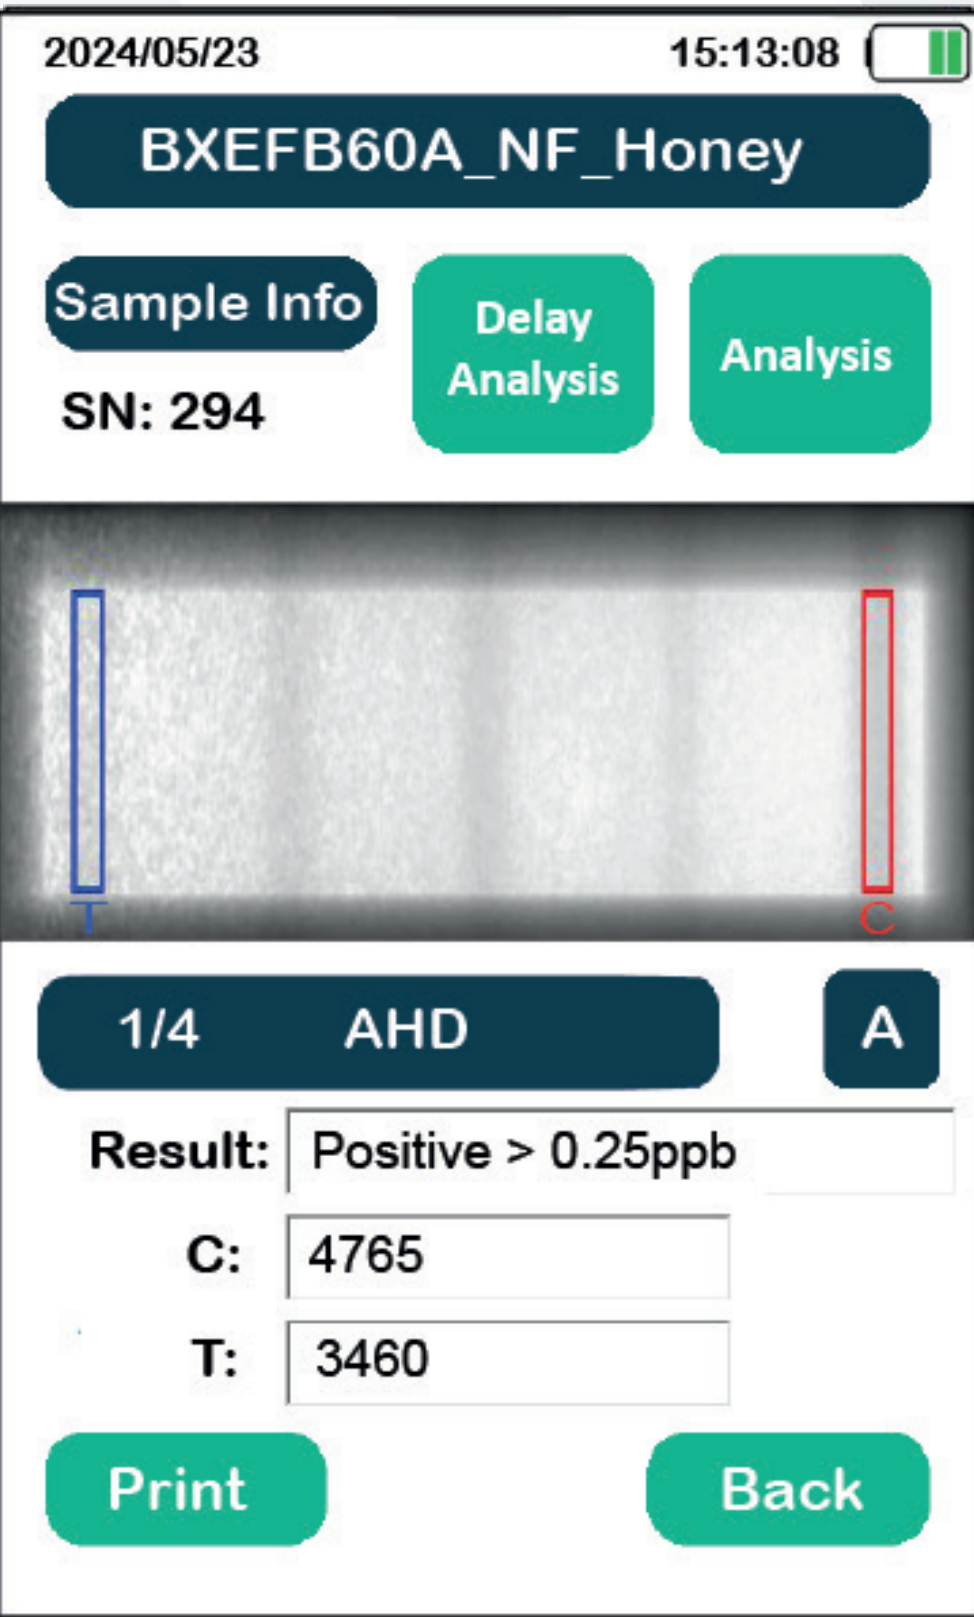 2024/05/23 15:13:08
BXEFB60A_NF_Honey
Sample Info
SN: 294
Delay
Analysis
Analysis
T C
1/4 AHD A
Result: Positive > 0.25ppb
C: 4765
T: 3460
Print Back